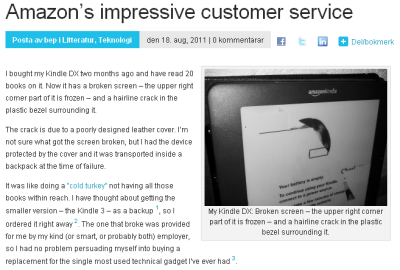 Amazon's impressive customer service
Posta av bep i Litteratur, Teknologi
den 18. aug, 2011 | 0 kommentarar
Del/bokmerk
I bought my Kindle DX two months ago and have read 20
books on it. Now it has a broken screen – the upper right
corner part of it is frozen – and a hairline crack in the
plastic bezel surrounding it.
The crack is due to a poorly designed leather cover. I'm
not sure what got the screen broken, but I had the device
protected by the cover and it was transported inside a
backpack at the time of failure.
It was like doing a "cold turkey" not having all those
books within reach. I have thought about getting the
smaller version – the Kindle 3 – as a backup 1, so I
ordered it right away 2. The one that broke was provided
for me by my kind (or smart, or probably both) employer,
so I had no problem persuading myself into buying a
replacement for the single most used technical gadget I've ever had 3.
amazonkindle
Your battery is empty.
My Kindle DX: Broken screen – the upper right corner
part of it is frozen – and a hairline crack in the plastic
bezel surrounding it.